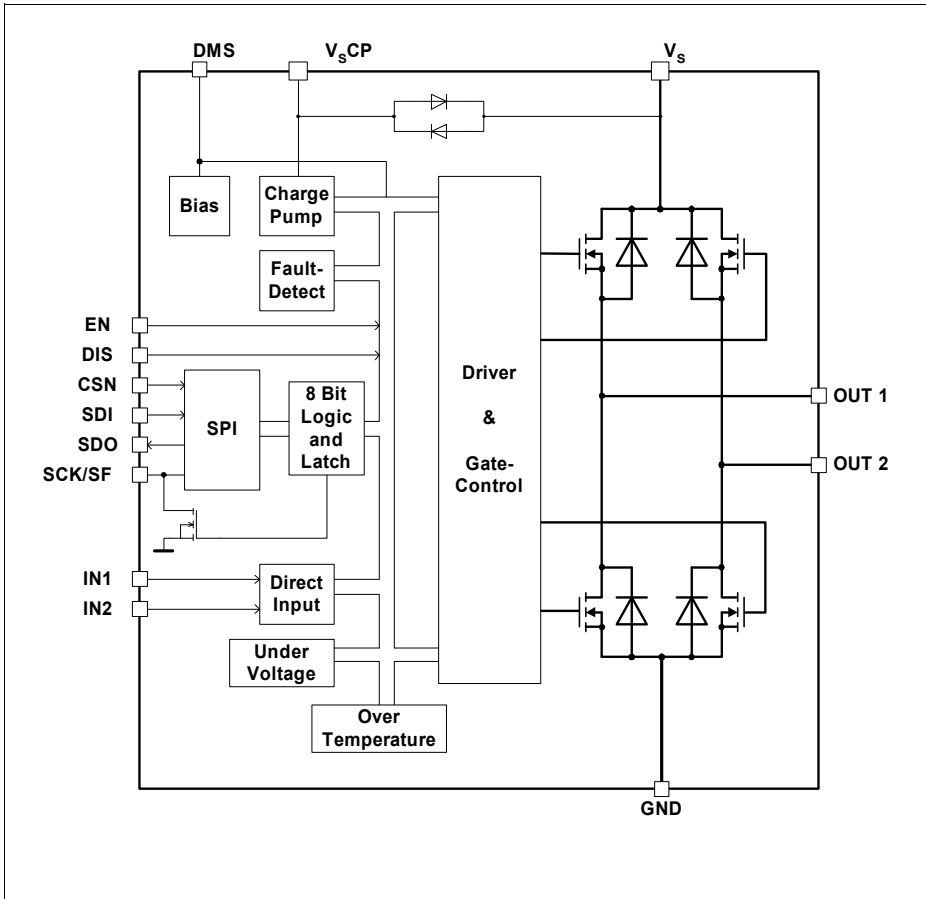 DMS
VSCP
VS
Bias
Charge
Pump
Fault-
Detect
EN
DIS
CSN
SDI
SDO
SCK/SF
SPI
8 Bit
Logic
and
Latch
Driver
&
Gate-
Control
OUT 1
OUT 2
IN1
IN2
Direct
Input
Under
Voltage
Over
Temperature
GND